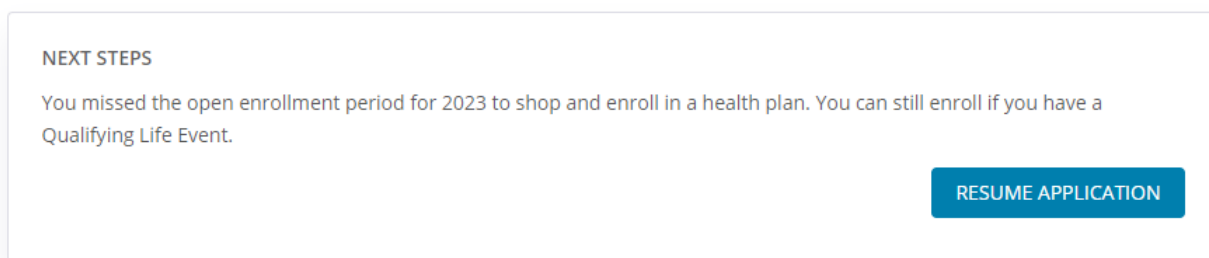 NEXT STEPS
You missed the open enrollment period for 2023 to shop and enroll in a health plan. You can still enroll if you have a
Qualifying Life Event.
RESUME APPLICATION